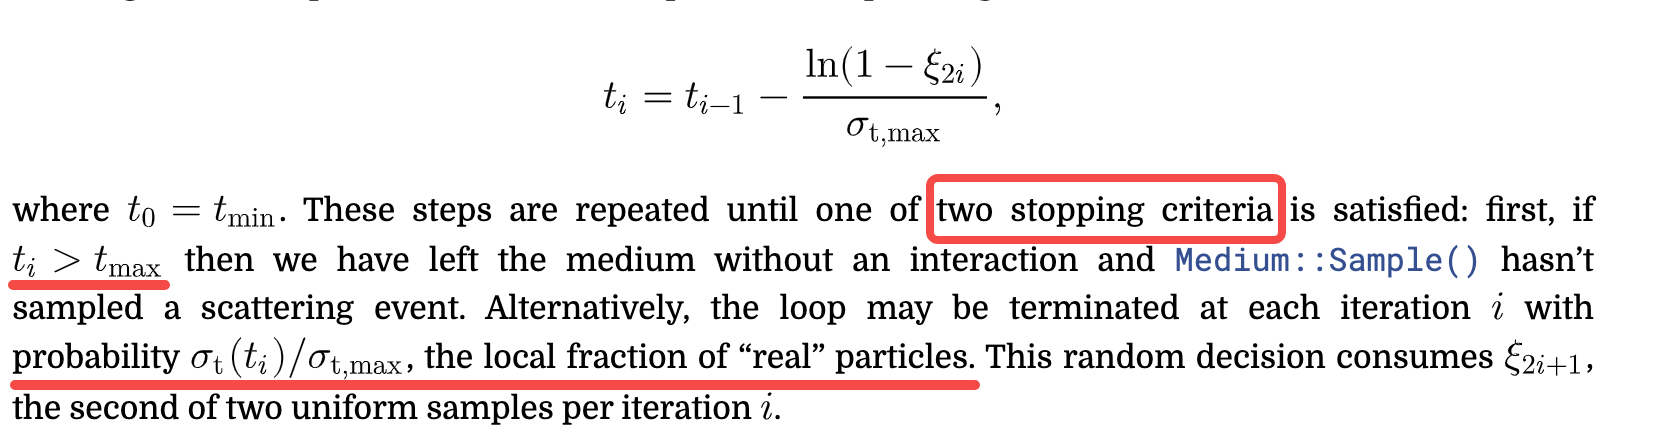 t_i = t_{i−1} − ln(1 − ξ_{2i}) / σ_{t,max},
where t_0 = t_min. These steps are repeated until one of two stopping criteria is satisfied: first, if
t_i > t_max then we have left the medium without an interaction and Medium::Sample() hasn’t
sampled a scattering event. Alternatively, the loop may be terminated at each iteration i with
probability σ_t(t_i)/σ_{t,max}, the local fraction of “real” particles. This random decision consumes ξ_{2i+1},
the second of two uniform samples per iteration i.